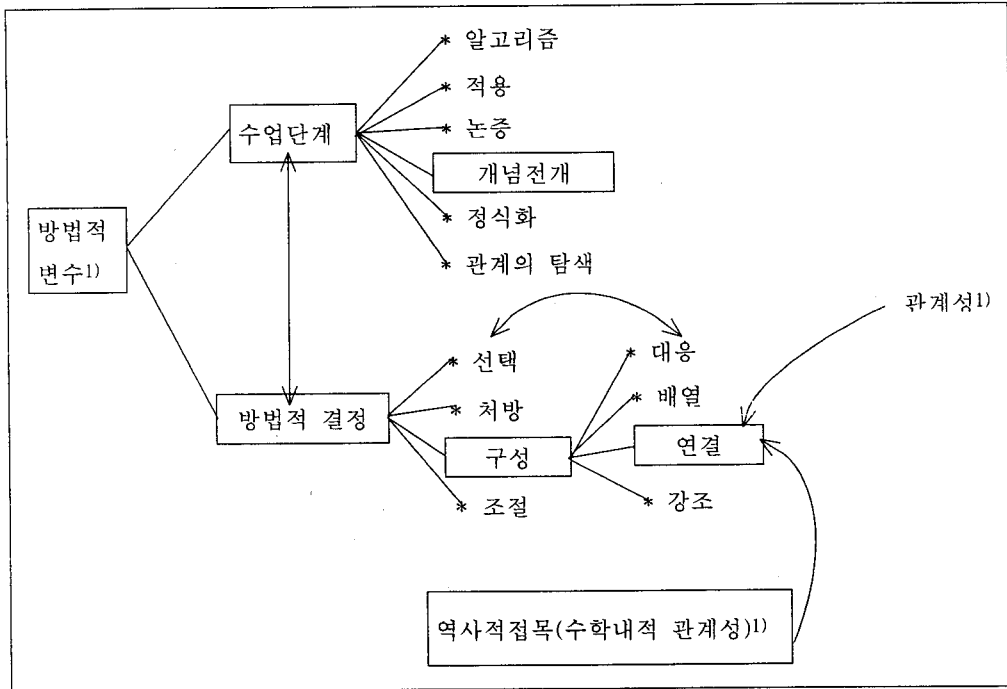 * 알고리즘
* 적용
수업단계
* 논증
개념전개
* 정식화
방법적
변수1)
* 관계의 탐색
관계성1)
* 선택
* 대응
* 처방
* 배열
방법적 결정
구성
연결
* 조절
* 강조
역사적접목(수학내적 관계성)1)